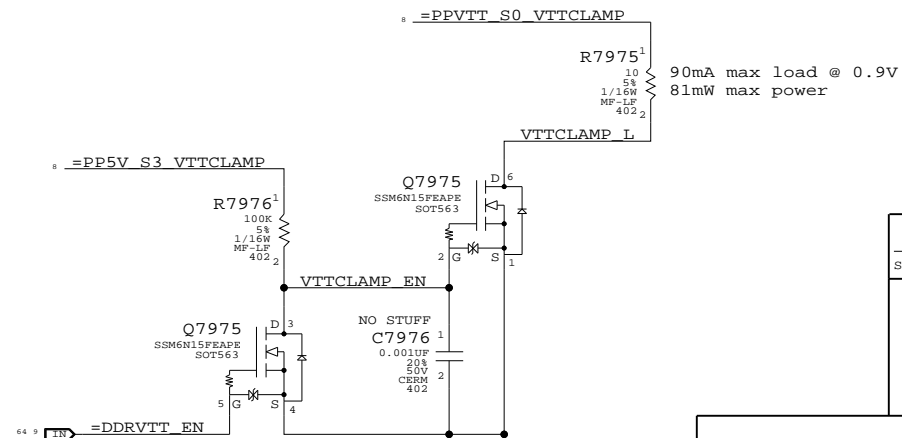 8 =PPVTT_S0_VTTCLAMP
R7975 1
10
5%
1/16W
MF-LF
402 2
90mA max load @ 0.9V
81mW max power
VTTCLAMP_L
8 =PP5V_S3_VTTCLAMP
R7976 1
100K
5%
1/16W
MF-LF
402 2
Q7975
SSM6N15FEAPE
SOT563
D 6
2 G S 1
VTTCLAMP_EN
Q7975
SSM6N15FEAPE
SOT563
D 3
5 G S 4
NO STUFF
C7976 1
0.001UF
20%
50V
CERM
402
2
64 9 IN =DDRVTT_EN
S